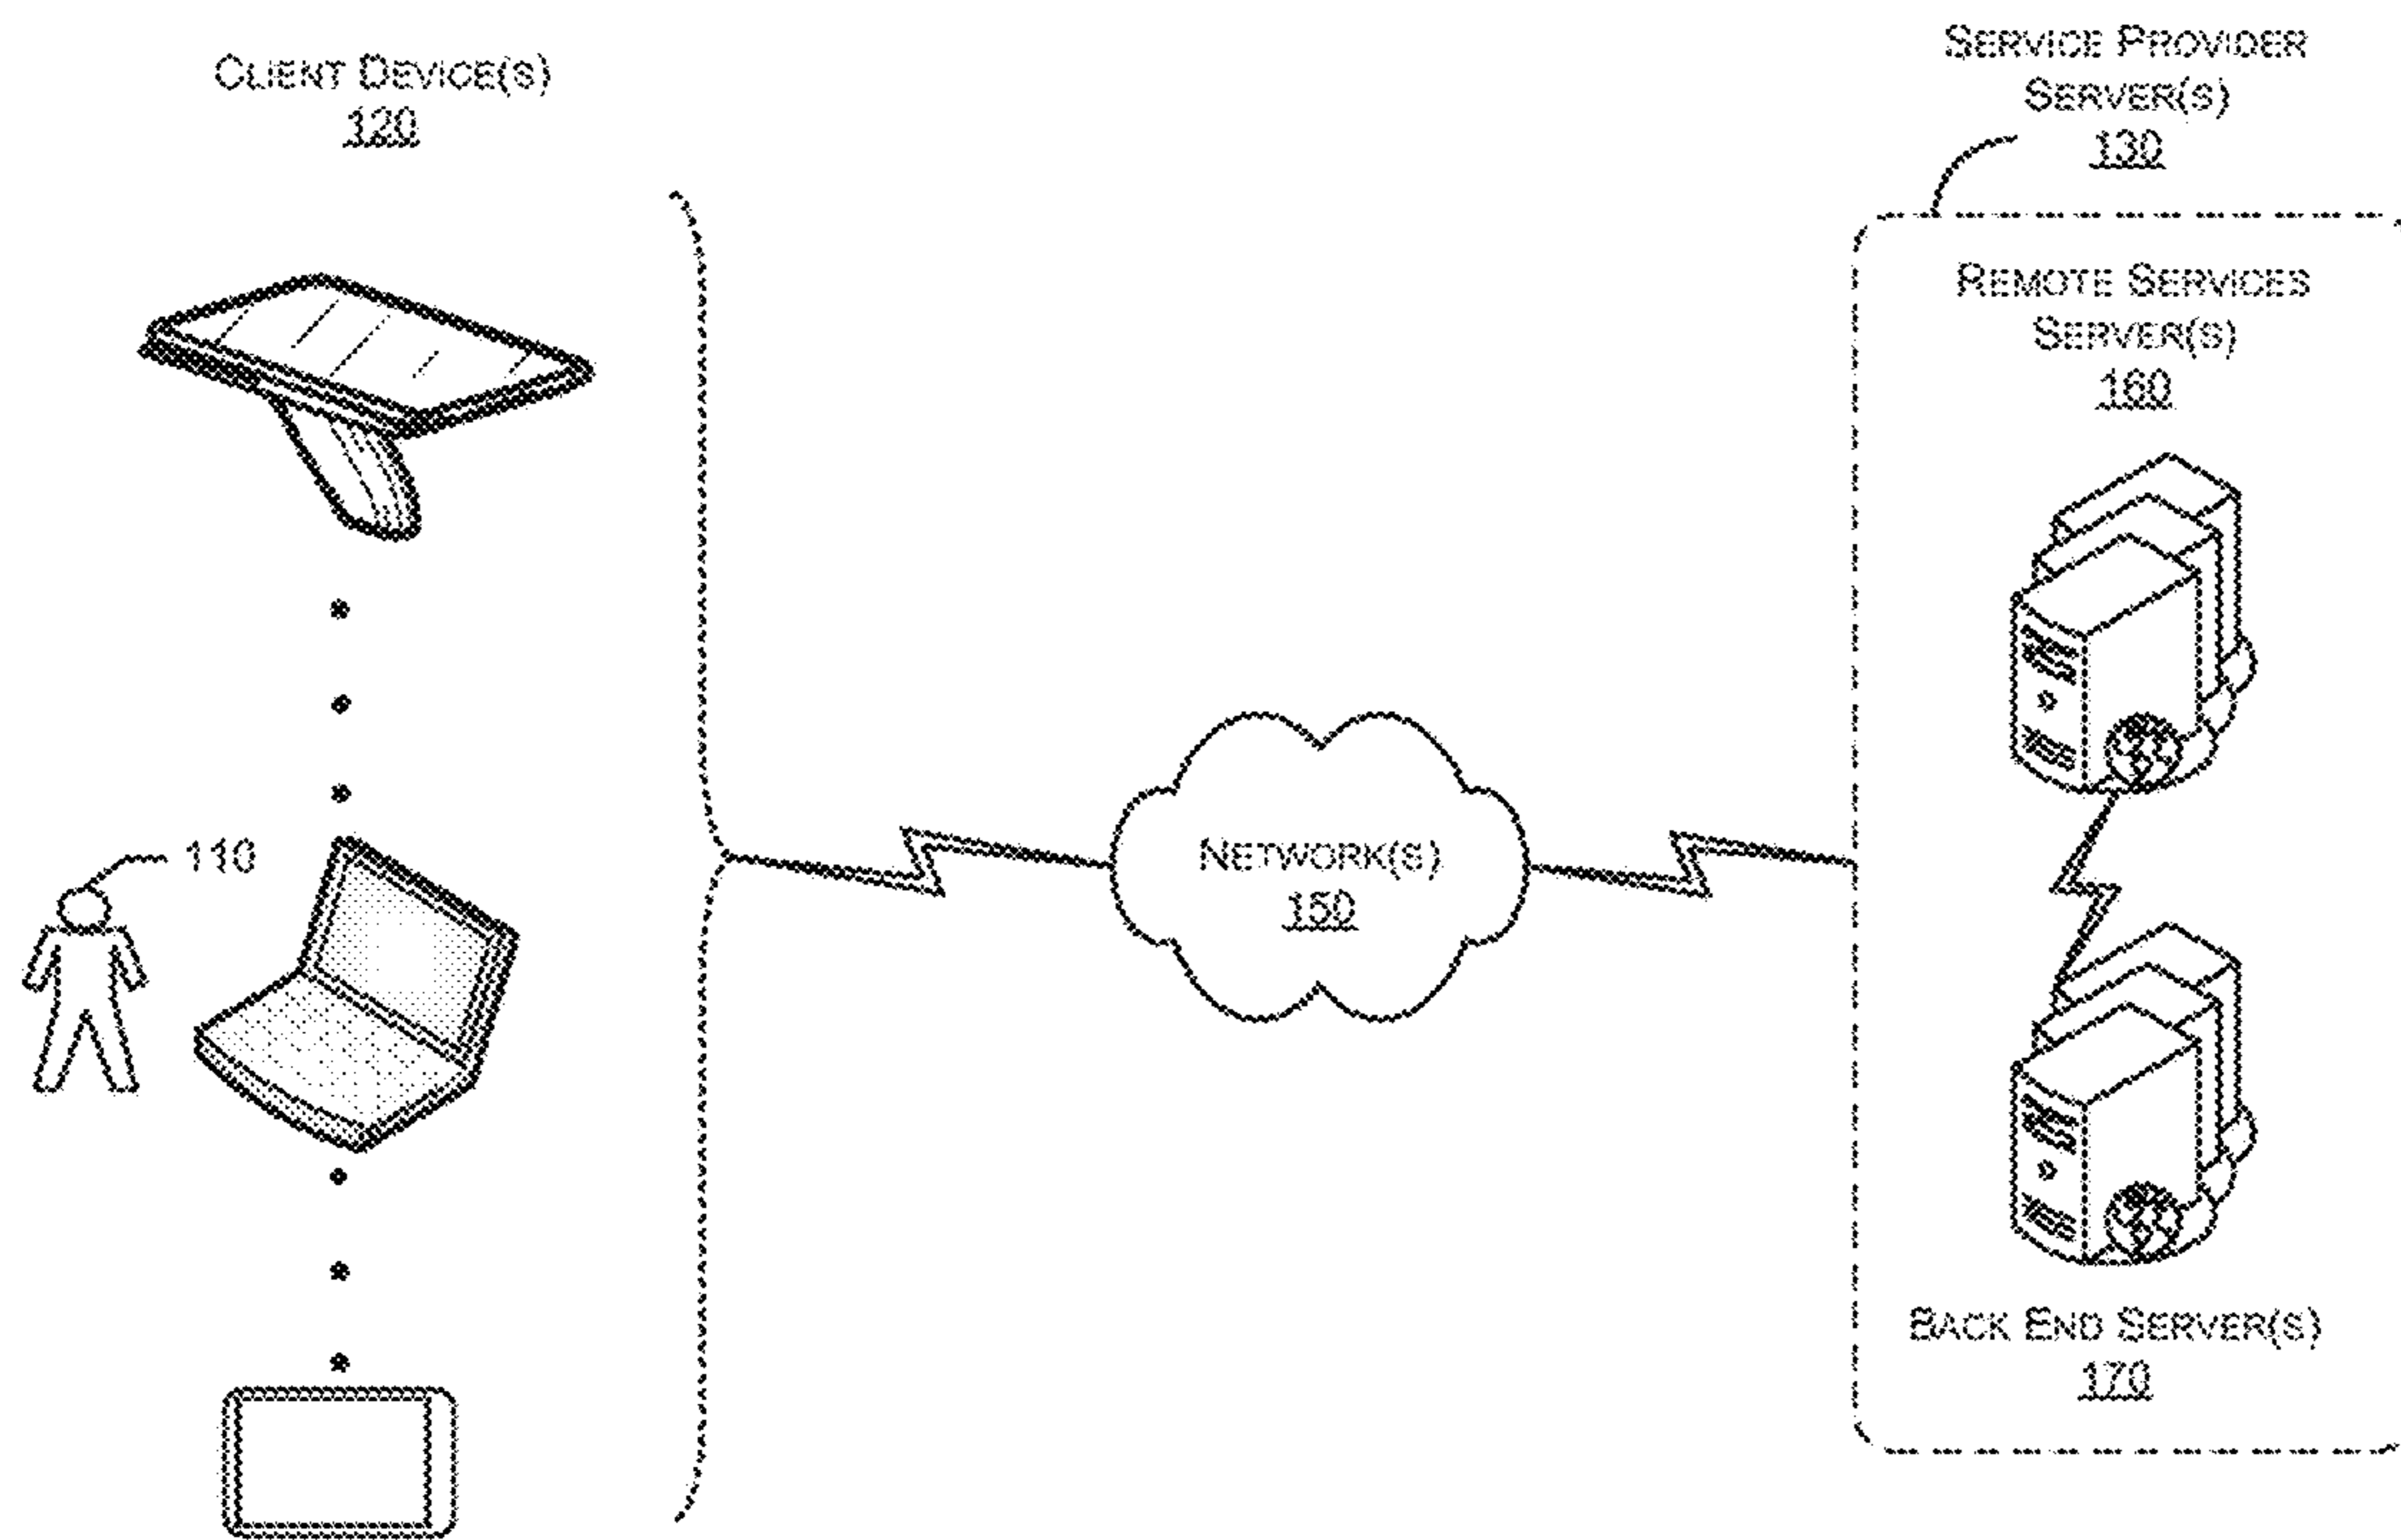 CLIENT DEVICE(S)
120
SERVICE PROVIDER
SERVER(S)
130
REMOTE SERVICES
SERVER(S)
160
110
NETWORK(S)
150
BACK END SERVER(S)
170